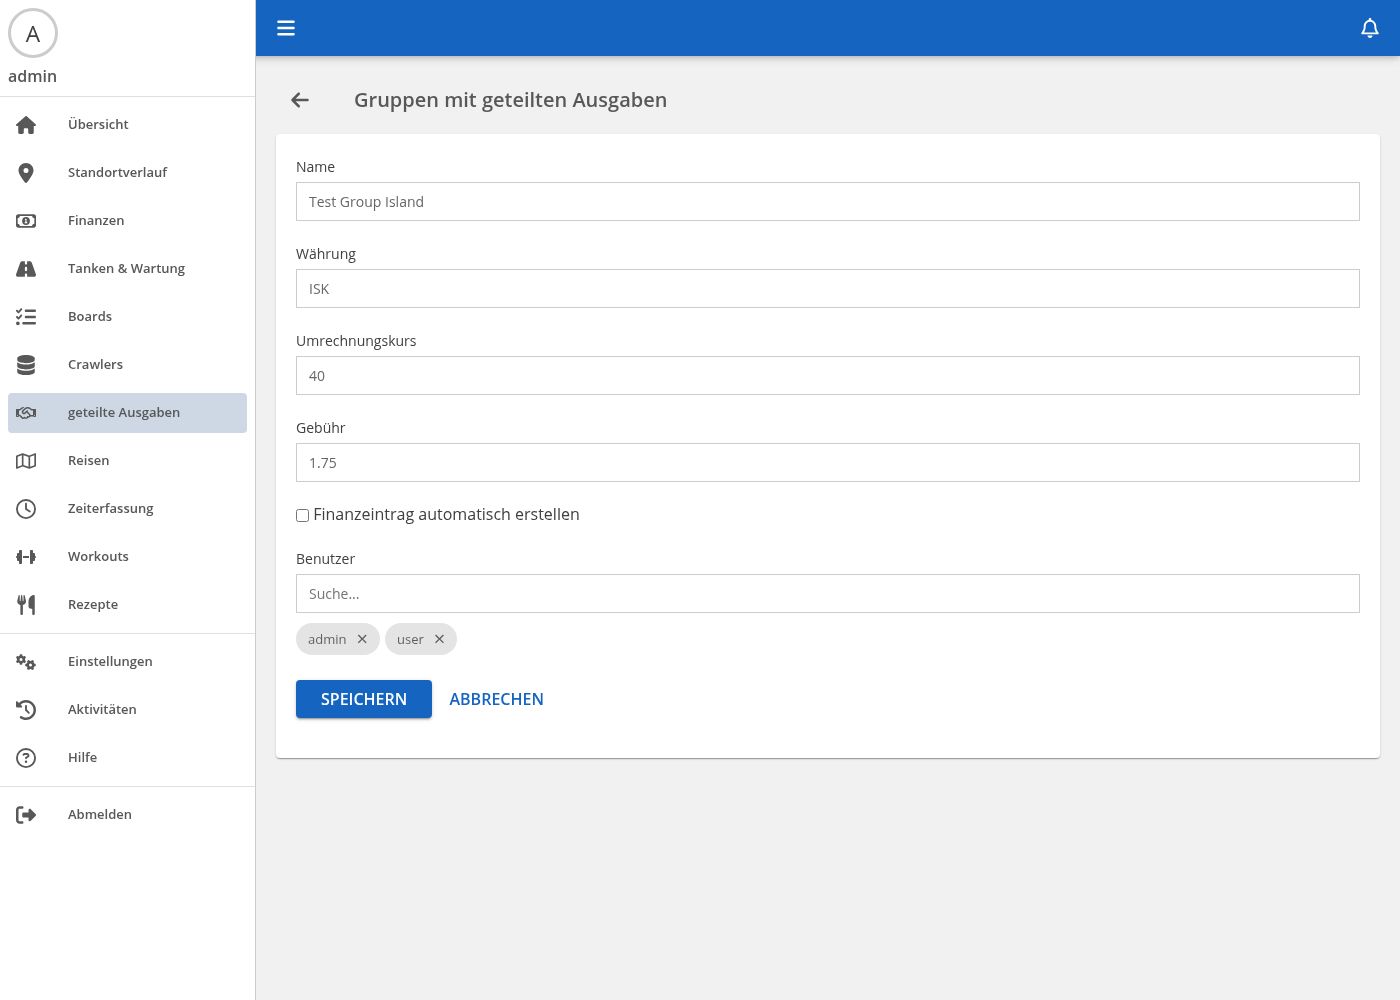 A
admin
Übersicht
Standortverlauf
Finanzen
Tanken & Wartung
Boards
Crawlers
geteilte Ausgaben
Reisen
Zeiterfassung
Workouts
Rezepte
Einstellungen
Aktivitäten
Hilfe
Abmelden
Gruppen mit geteilten Ausgaben
Name
Test Group Island
Währung
ISK
Umrechnungskurs
40
Gebühr
1.75
Finanzeintrag automatisch erstellen
Benutzer
Suche...
admin ✕ user ✕
SPEICHERN ABBRECHEN